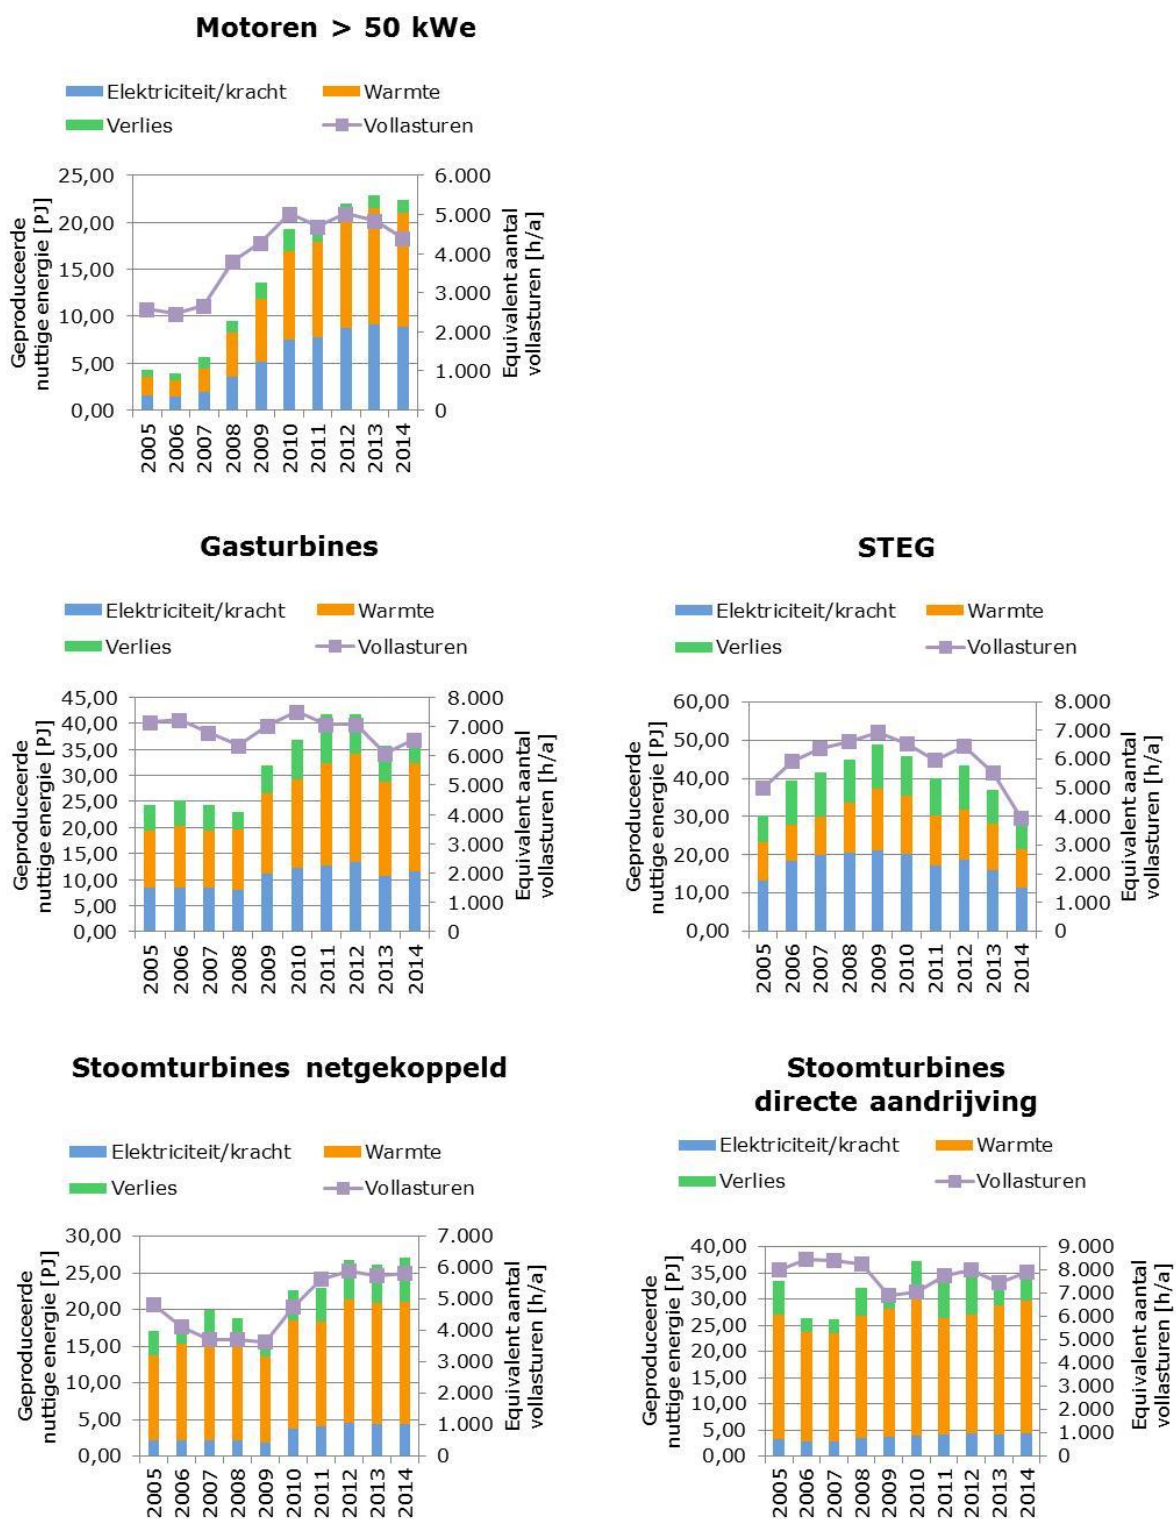 Motoren > 50 kWe
Elektriciteit/kracht
Warmte
Verlies
Vollasturen
Geproduceerde
nuttige energie [PJ]
25,00
20,00
15,00
10,00
5,00
0,00
6.000
5.000
4.000
3.000
2.000
1.000
0
Equivalent aantal
vollasturen [h/a]
2005
2006
2007
2008
2009
2010
2011
2012
2013
2014
Gasturbines
Elektriciteit/kracht
Warmte
Verlies
Vollasturen
Geproduceerde
nuttige energie [PJ]
45,00
40,00
35,00
30,00
25,00
20,00
15,00
10,00
5,00
0,00
8.000
7.000
6.000
5.000
4.000
3.000
2.000
1.000
0
Equivalent aantal
vollasturen [h/a]
2005
2006
2007
2008
2009
2010
2011
2012
2013
2014
STEG
Elektriciteit/kracht
Warmte
Verlies
Vollasturen
Geproduceerde
nuttige energie [PJ]
60,00
50,00
40,00
30,00
20,00
10,00
0,00
8.000
7.000
6.000
5.000
4.000
3.000
2.000
1.000
0
Equivalent aantal
vollasturen [h/a]
2005
2006
2007
2008
2009
2010
2011
2012
2013
2014
Stoomturbines netgekoppeld
Elektriciteit/kracht
Warmte
Verlies
Vollasturen
Geproduceerde
nuttige energie [PJ]
30,00
25,00
20,00
15,00
10,00
5,00
0,00
7.000
6.000
5.000
4.000
3.000
2.000
1.000
0
Equivalent aantal
vollasturen [h/a]
2005
2006
2007
2008
2009
2010
2011
2012
2013
2014
Stoomturbines
directe aandrijving
Elektriciteit/kracht
Warmte
Verlies
Vollasturen
Geproduceerde
nuttige energie [PJ]
40,00
35,00
30,00
25,00
20,00
15,00
10,00
5,00
0,00
9.000
8.000
7.000
6.000
5.000
4.000
3.000
2.000
1.000
0
Equivalent aantal
vollasturen [h/a]
2005
2006
2007
2008
2009
2010
2011
2012
2013
2014